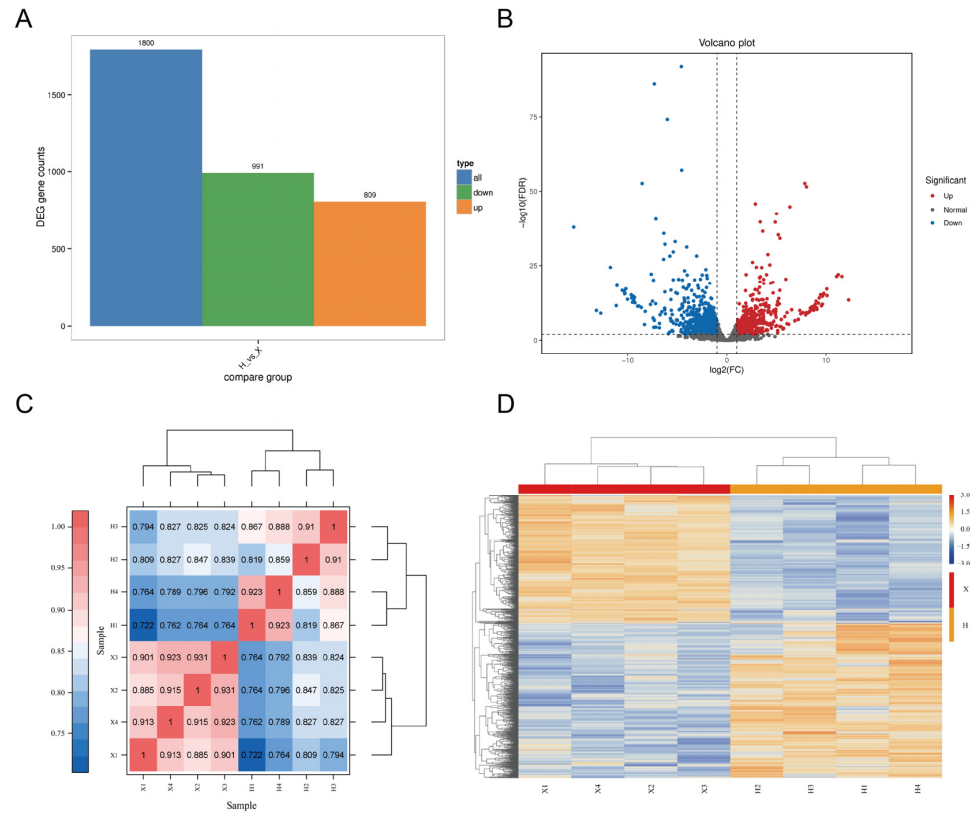 A
1800
991
809
1500
1000
500
0
DEG gene counts
H_vs_X
compare group
type
all
down
up
B
Volcano plot
75
50
25
0
−log10(FDR)
−10
0
10
log2(FC)
Significant
Up
Normal
Down
C
1.00
0.95
0.90
0.85
0.80
0.75
Sample
H3 0.794 0.827 0.825 0.824 0.867 0.888 0.91 1
H2 0.809 0.827 0.847 0.839 0.819 0.859 1 0.91
H4 0.764 0.789 0.796 0.792 0.923 1 0.859 0.888
H1 0.722 0.762 0.764 0.764 1 0.923 0.819 0.867
X3 0.901 0.923 0.931 1 0.764 0.792 0.839 0.824
X2 0.885 0.915 1 0.931 0.764 0.796 0.847 0.825
X4 0.913 1 0.915 0.923 0.762 0.789 0.827 0.827
X1 1 0.913 0.885 0.901 0.722 0.764 0.809 0.794
X1 X4 X2 X3 H1 H4 H2 H3
Sample
D
3.0
1.5
0.0
-1.5
-3.0
X
H
X1 X4 X2 X3 H2 H3 H1 H4